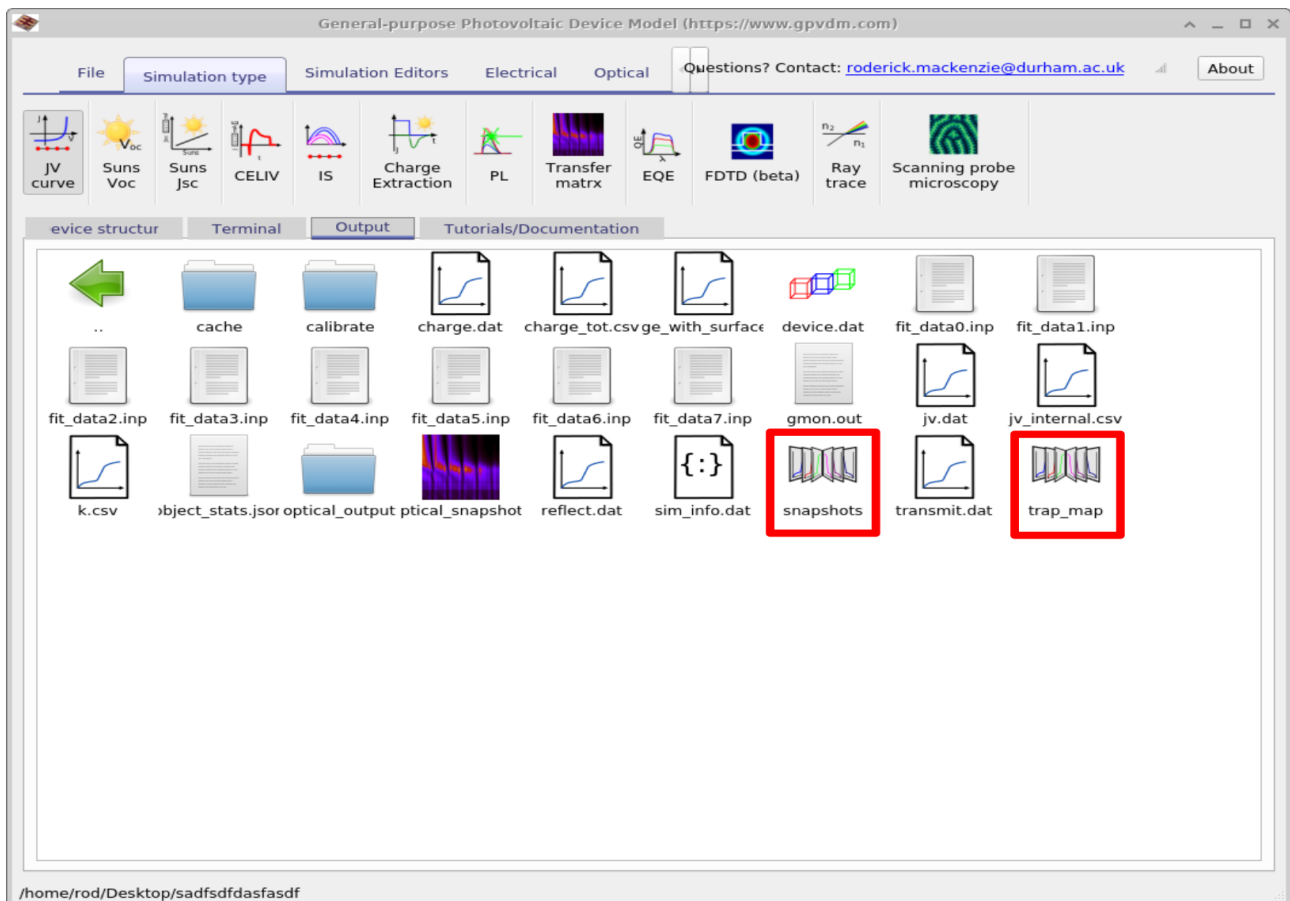 General-purpose Photovoltaic Device Model (https://www.gpvdm.com)
File Simulation type Simulation Editors Electrical Optical Questions? Contact: roderick.mackenzie@durham.ac.uk About
JV curve
Suns Voc
Suns Jsc
CELIV
IS
Charge Extraction
PL
Transfer matrx
EQE
FDTD (beta)
Ray trace
Scanning probe microscopy
evice structur Terminal Output Tutorials/Documentation
.. cache calibrate charge.dat charge_tot.csv ge_with_surface device.dat fit_data0.inp fit_data1.inp
fit_data2.inp fit_data3.inp fit_data4.inp fit_data5.inp fit_data6.inp fit_data7.inp gmon.out jv.dat jv_internal.csv
k.csv object_stats.jsor optical_output ptical_snapshot reflect.dat sim_info.dat snapshots transmit.dat trap_map
/home/rod/Desktop/sadfsdfdasfasdf